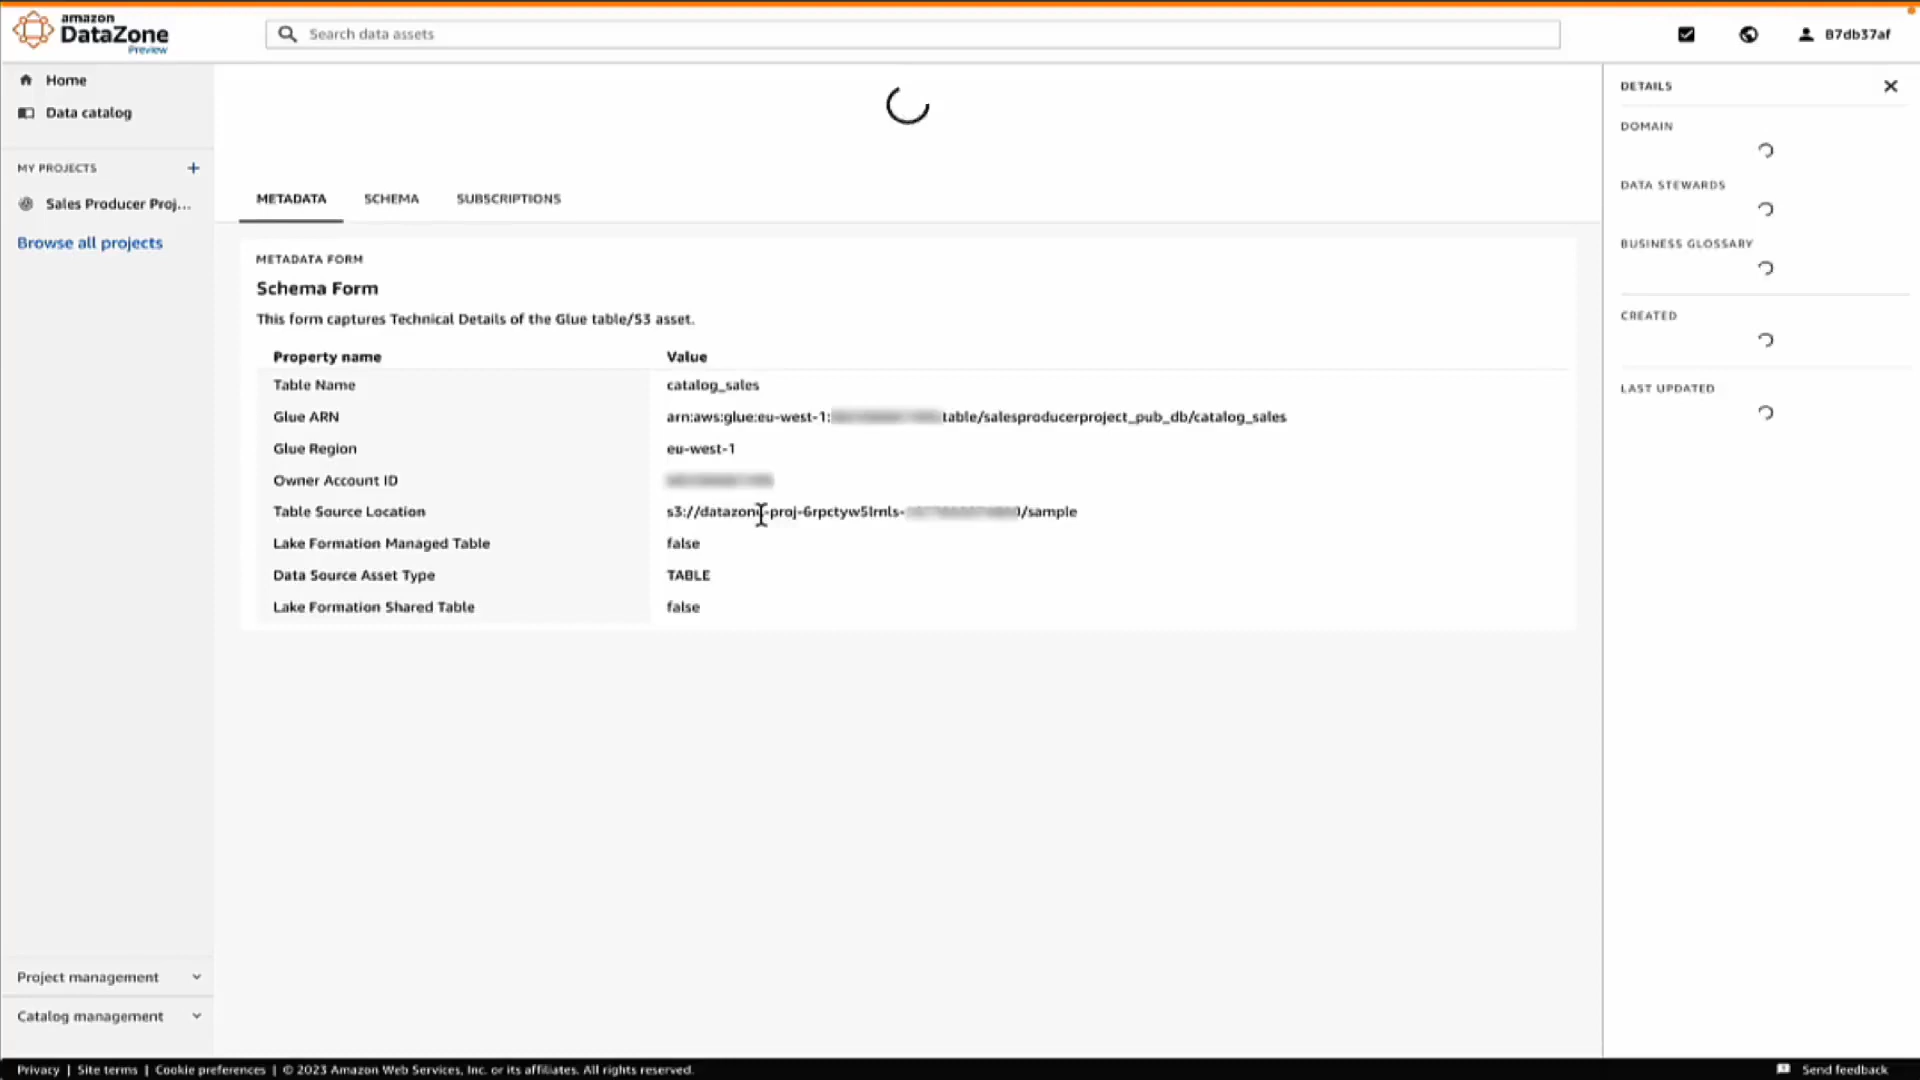 amazon
DataZone
Preview
Search data assets
87db37af
Home
Data catalog
MY PROJECTS +
Sales Producer Proj...
Browse all projects
METADATA SCHEMA SUBSCRIPTIONS
METADATA FORM
Schema Form
This form captures Technical Details of the Glue table/S3 asset.
Property name Value
Table Name catalog_sales
Glue ARN arn:aws:glue:eu-west-1: table/salesproducerproject_pub_db/catalog_sales
Glue Region eu-west-1
Owner Account ID
Table Source Location s3://datazone-proj-6rpctyw5lrnls- /sample
Lake Formation Managed Table false
Data Source Asset Type TABLE
Lake Formation Shared Table false
DETAILS
DOMAIN
DATA STEWARDS
BUSINESS GLOSSARY
CREATED
LAST UPDATED
Project management
Catalog management
Privacy | Site terms | Cookie preferences | © 2023 Amazon Web Services, Inc. or its affiliates. All rights reserved.
Send feedback